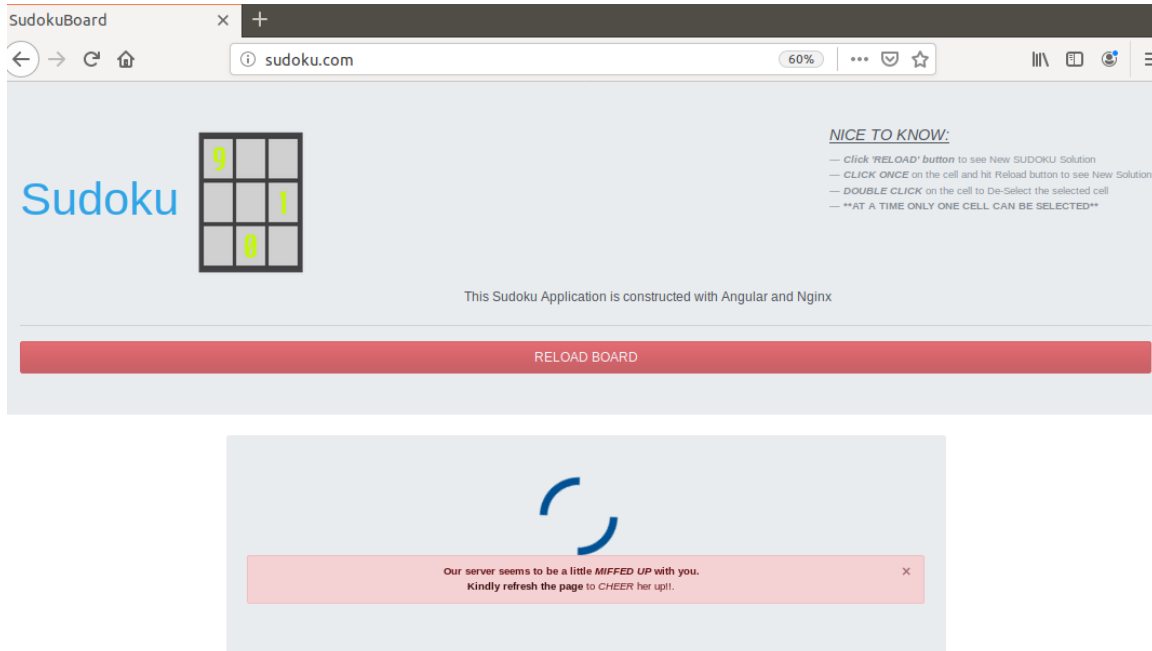 SudokuBoard
sudoku.com
60%
Sudoku
9
1
8
NICE TO KNOW:
— Click 'RELOAD' button to see New SUDOKU Solution
— CLICK ONCE on the cell and hit Reload button to see New Solution
— DOUBLE CLICK on the cell to De-Select the selected cell
— **AT A TIME ONLY ONE CELL CAN BE SELECTED**
This Sudoku Application is constructed with Angular and Nginx
RELOAD BOARD
Our server seems to be a little MIFFED UP with you.
Kindly refresh the page to CHEER her up!!.